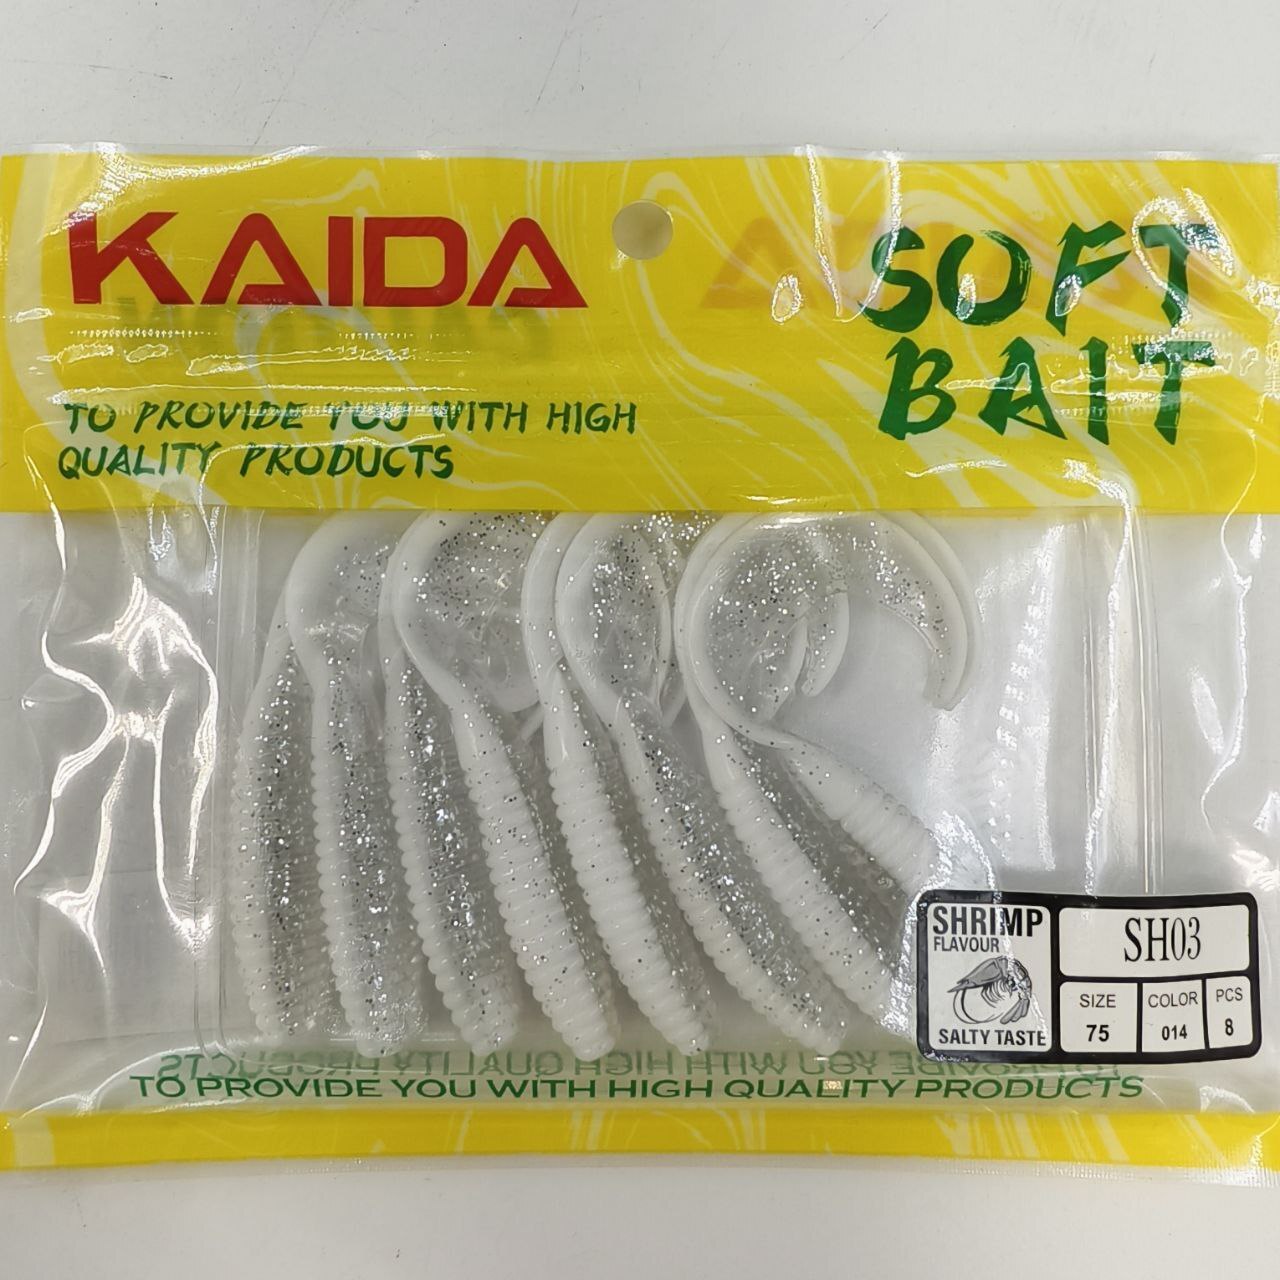 KAIDA
SOFT
BAIT
TO PROVIDE YOU WITH HIGH
QUALITY PRODUCTS
SHRIMP
FLAVOUR
SALTY TASTE
SH03
SIZE
75
COLOR
014
PCS
8
TO PROVIDE YOU WITH HIGH QUALITY PRODUCTS